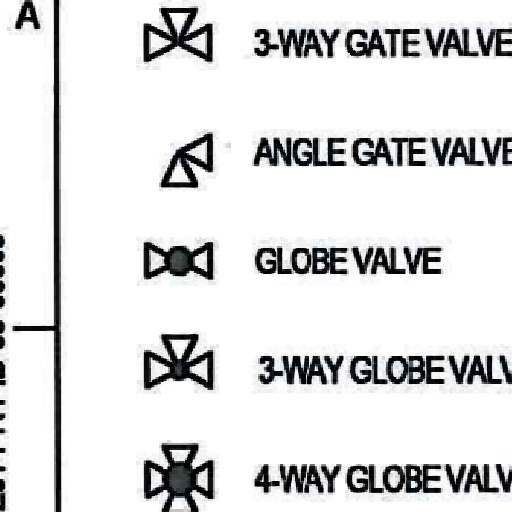 A
3-WAY GATE VALVE
ANGLE GATE VALVE
GLOBE VALVE
3-WAY GLOBE VALV
4-WAY GLOBE VALV